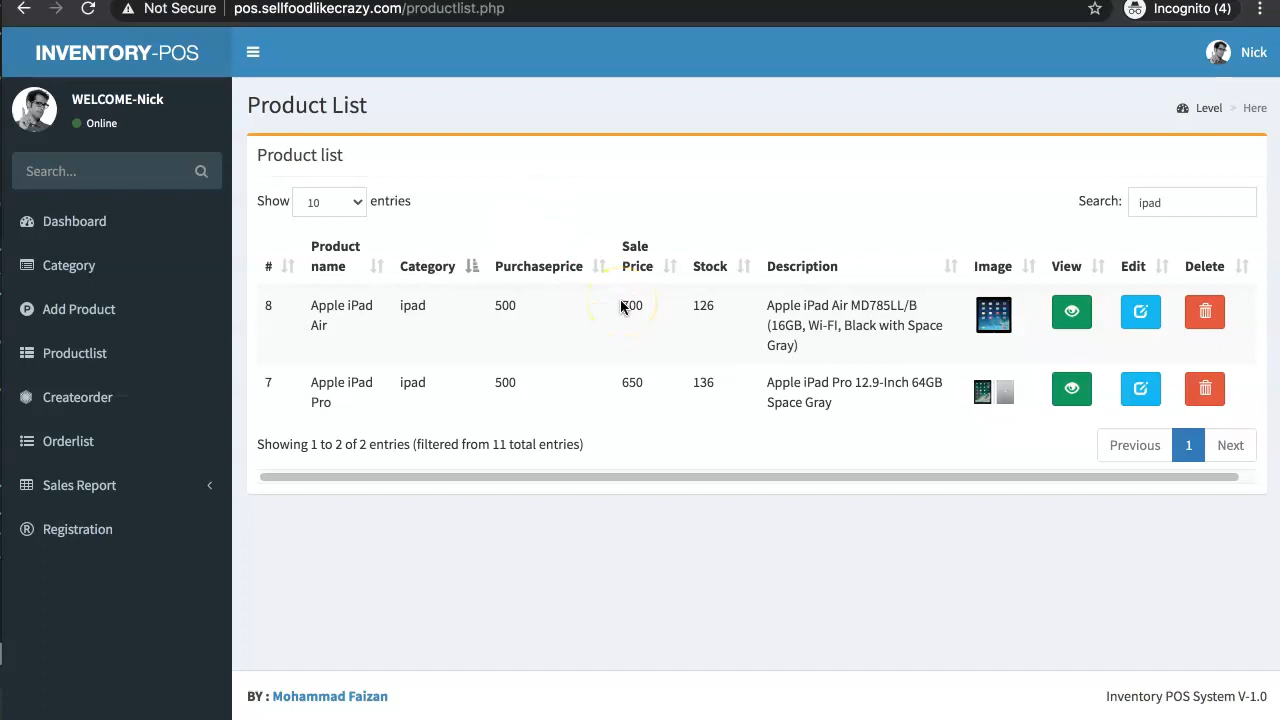 Not Secure pos.sellfoodlikecrazy.com/productlist.php Incognito (4)
INVENTORY-POS
Nick
WELCOME-Nick
Online
Search...
Dashboard
Category
Add Product
Productlist
Createorder
Orderlist
Sales Report
Registration
Product List
Level > Here
Product list
Show 10 entries
Search: ipad
# Product name Category Purchaseprice Sale Price Stock Description Image View Edit Delete
8 Apple iPad Air ipad 500 126 Apple iPad Air MD785LL/B
(16GB, Wi-FI, Black with Space
Gray)
7 Apple iPad Pro ipad 500 650 136 Apple iPad Pro 12.9-Inch 64GB
Space Gray
Showing 1 to 2 of 2 entries (filtered from 11 total entries)
Previous 1 Next
BY : Mohammad Faizan
Inventory POS System V-1.0